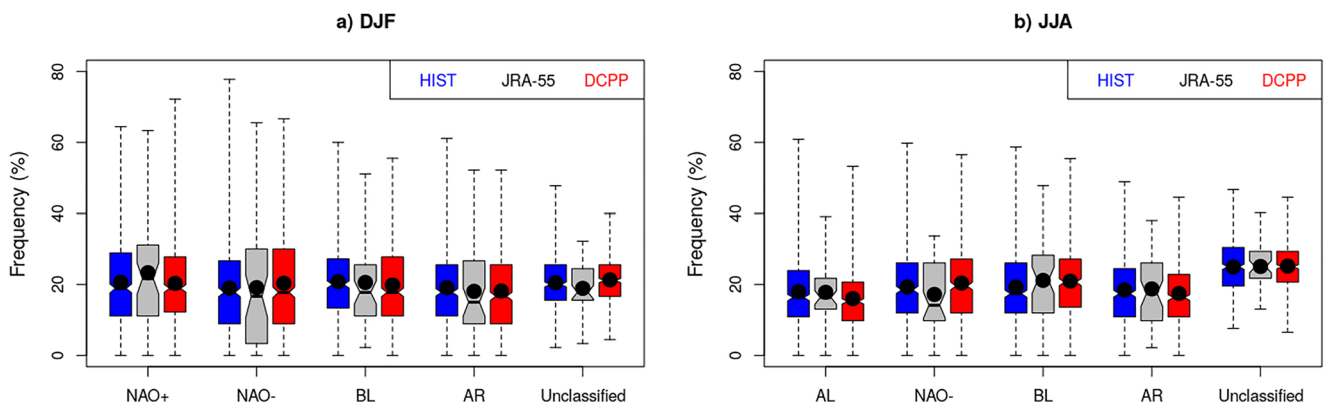 a) DJF
Frequency (%)
80
60
40
20
0
HIST JRA-55 DCPP
NAO+ NAO- BL AR Unclassified
b) JJA
Frequency (%)
80
60
40
20
0
HIST JRA-55 DCPP
AL NAO- BL AR Unclassified